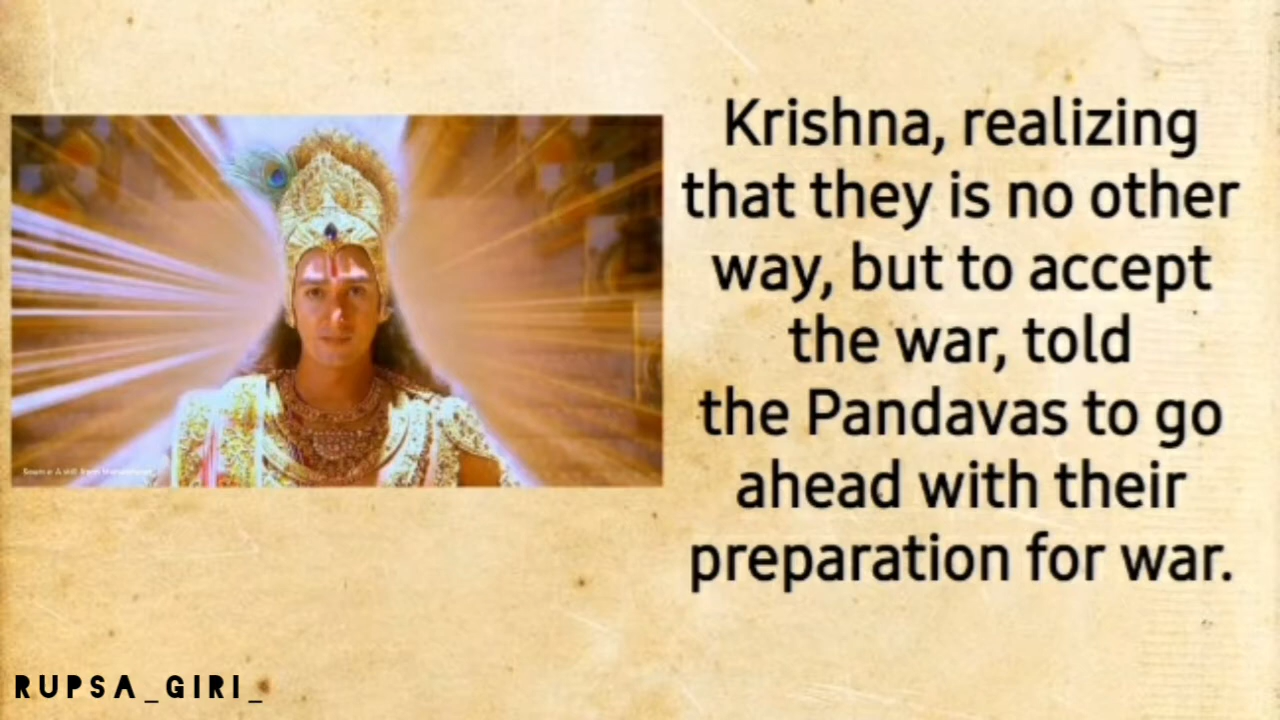 Krishna, realizing
that they is no other
way, but to accept
the war, told
the Pandavas to go
ahead with their
preparation for war.
RUPSA_GIRI_